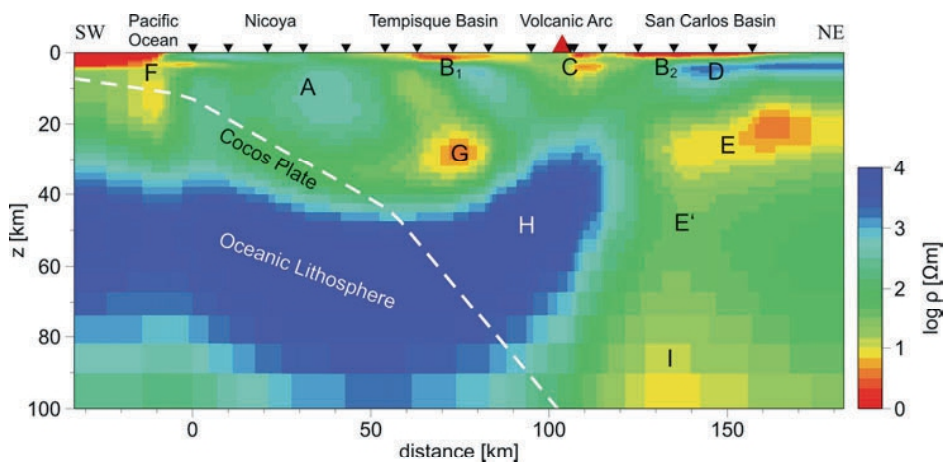 SW Pacific Ocean Nicoya Tempisque Basin Volcanic Arc San Carlos Basin NE
0
20
40
60
80
100
z [km]
F
A
B1
C
B2
D
G
E
Cocos Plate
H
E'
Oceanic Lithosphere
I
0 50 100 150
distance [km]
4
3
2
1
0
log ρ [Ωm]